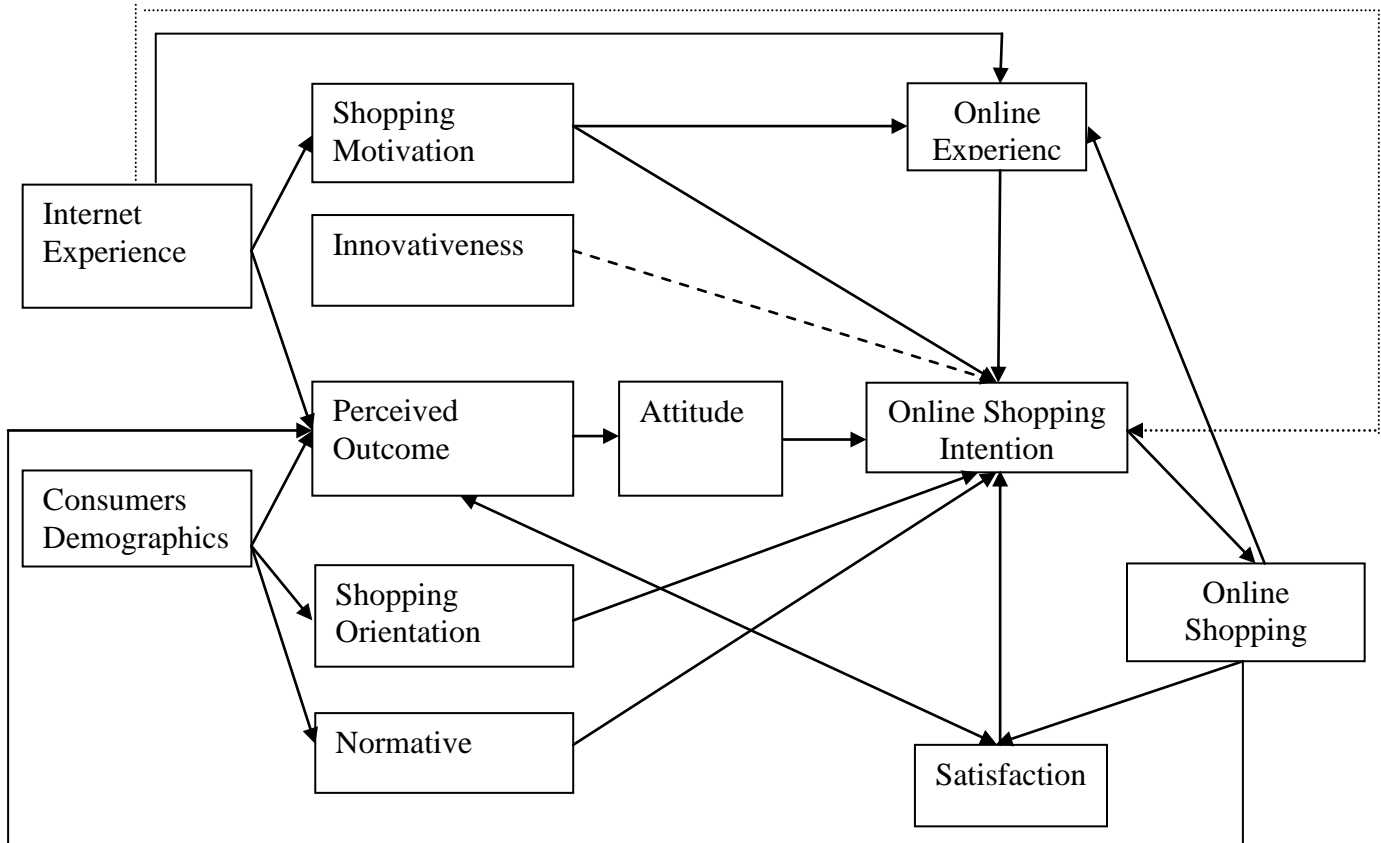 Shopping
Motivation
Online
Experienc
Internet
Experience
Innovativeness
Perceived
Outcome
Attitude
Online Shopping
Intention
Consumers
Demographics
Shopping
Orientation
Online
Shopping
Normative
Satisfaction